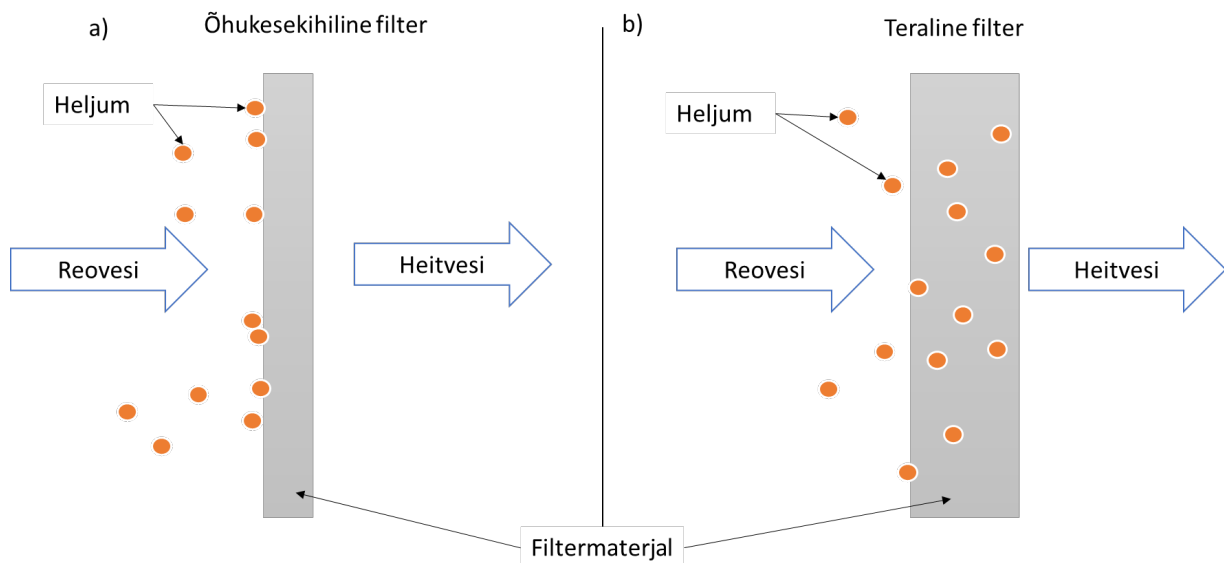 a)
Õhukesekihiline filter
Heljum
Reovesi
Heitvesi
b)
Teraline filter
Heljum
Reovesi
Heitvesi
Filtermaterjal